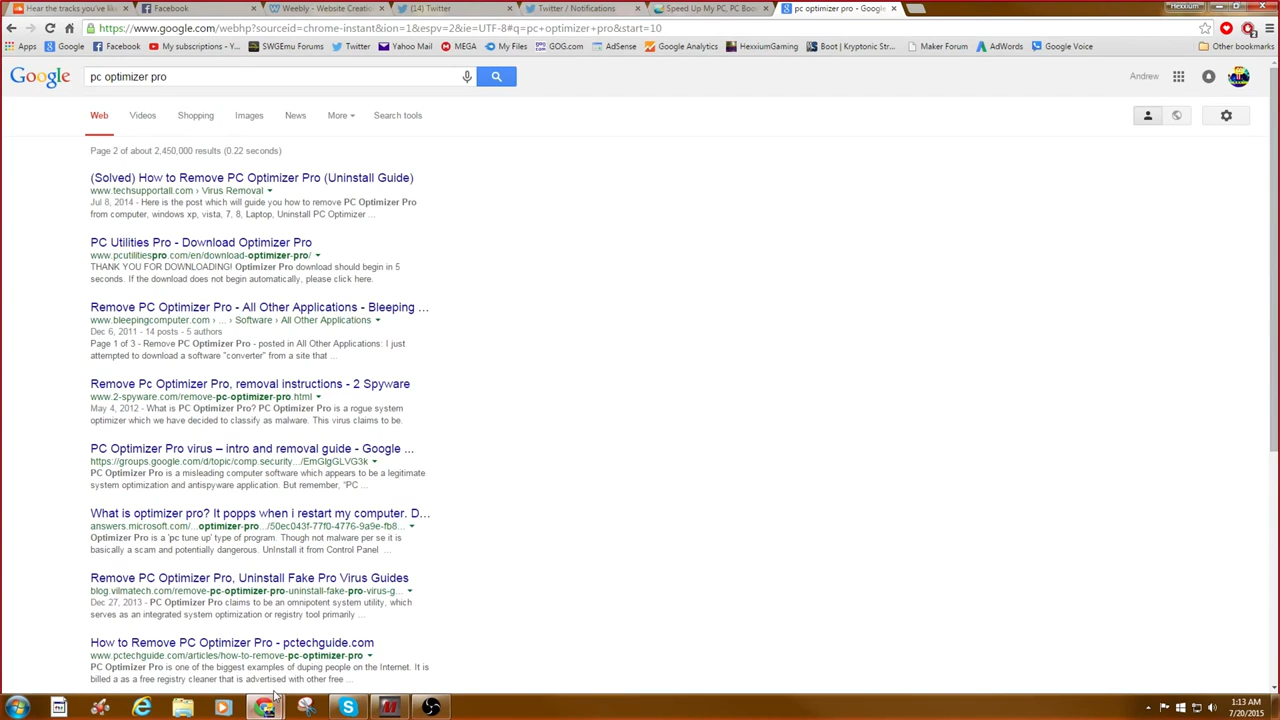 Hear the tracks you've liked
Facebook
Weebly - Website Creation
(14) Twitter
Twitter / Notifications
Speed Up My PC, PC Boos
pc optimizer pro - Google
Hexxium
https://www.google.com/webhp?sourceid=chrome-instant&ion=1&espv=2&ie=UTF-8#q=pc+optimizer+pro&start=10
Apps
Google
Facebook
My subscriptions - Y...
SWGEmu Forums
Twitter
Yahoo Mail
MEGA
My Files
GOG.com
AdSense
Google Analytics
HexxiumGaming
Boot | Kryptonic Str...
Maker Forum
AdWords
Google Voice
Other bookmarks
Google
pc optimizer pro
Andrew
Web
Videos
Shopping
Images
News
More
Search tools
Page 2 of about 2,450,000 results (0.22 seconds)
(Solved) How to Remove PC Optimizer Pro (Uninstall Guide)
www.techsupportall.com › Virus Removal
Jul 8, 2014 - Here is the post which will guide you how to remove PC Optimizer Pro
from computer, windows xp, vista, 7, 8, Laptop, Uninstall PC Optimizer ...
PC Utilities Pro - Download Optimizer Pro
www.pcutilitiespro.com/en/download-optimizer-pro/
THANK YOU FOR DOWNLOADING! Optimizer Pro download should begin in 5
seconds. If the download does not begin automatically, please click here.
Remove PC Optimizer Pro - All Other Applications - Bleeping ...
www.bleepingcomputer.com › ... › Software › All Other Applications
Dec 6, 2011 - 14 posts - 5 authors
Page 1 of 3 - Remove PC Optimizer Pro - posted in All Other Applications: I just
attempted to download a software "converter" from a site that ...
Remove Pc Optimizer Pro, removal instructions - 2 Spyware
www.2-spyware.com/remove-pc-optimizer-pro.html
May 4, 2012 - What is PC Optimizer Pro? PC Optimizer Pro is a rogue system
optimizer which we have decided to classify as malware. This virus claims to be.
PC Optimizer Pro virus – intro and removal guide - Google ...
https://groups.google.com/d/topic/comp.security.../EmGIgGLVG3k
PC Optimizer Pro is a misleading computer software which appears to be a legitimate
system optimization and antispyware application. But remember, "PC ...
What is optimizer pro? It popps when i restart my computer. D...
answers.microsoft.com/...optimizer-pro.../50ec043f-77f0-4776-9a9e-fb8...
Optimizer Pro is a 'pc tune up' type of program. Though not malware per se it is
basically a scam and potentially dangerous. UnInstall it from Control Panel ...
Remove PC Optimizer Pro, Uninstall Fake Pro Virus Guides
blog.vilmatech.com/remove-pc-optimizer-pro-uninstall-fake-pro-virus-g...
Dec 27, 2013 - PC Optimizer Pro claims to be an omnipotent system utility, which
serves as an integrated system optimization or registry tool primarily ...
How to Remove PC Optimizer Pro - pctechguide.com
www.pctechguide.com/articles/how-to-remove-pc-optimizer-pro
PC Optimizer Pro is one of the biggest examples of duping people on the Internet. It is
billed a as a free registry cleaner that is advertised with other free ...
1:13 AM
7/20/2015